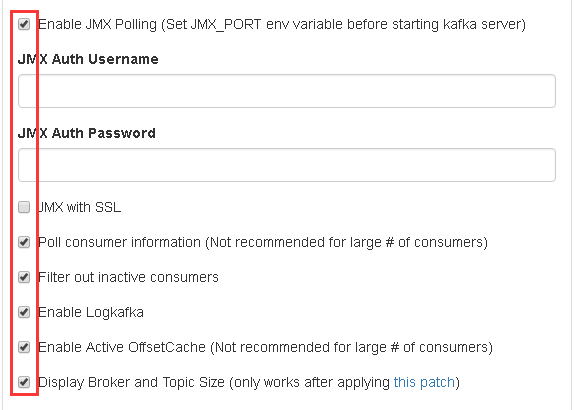 Enable JMX Polling (Set JMX_PORT env variable before starting kafka server)
JMX Auth Username
JMX Auth Password
JMX with SSL
Poll consumer information (Not recommended for large # of consumers)
Filter out inactive consumers
Enable Logkafka
Enable Active OffsetCache (Not recommended for large # of consumers)
Display Broker and Topic Size (only works after applying this patch)